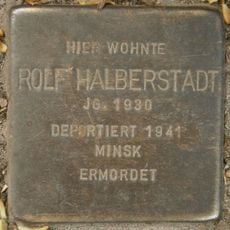 HIER WOHNTE
ROLF HALBERSTADT
JG. 1930
DEPORTIERT 1941
MINSK
ERMORDET